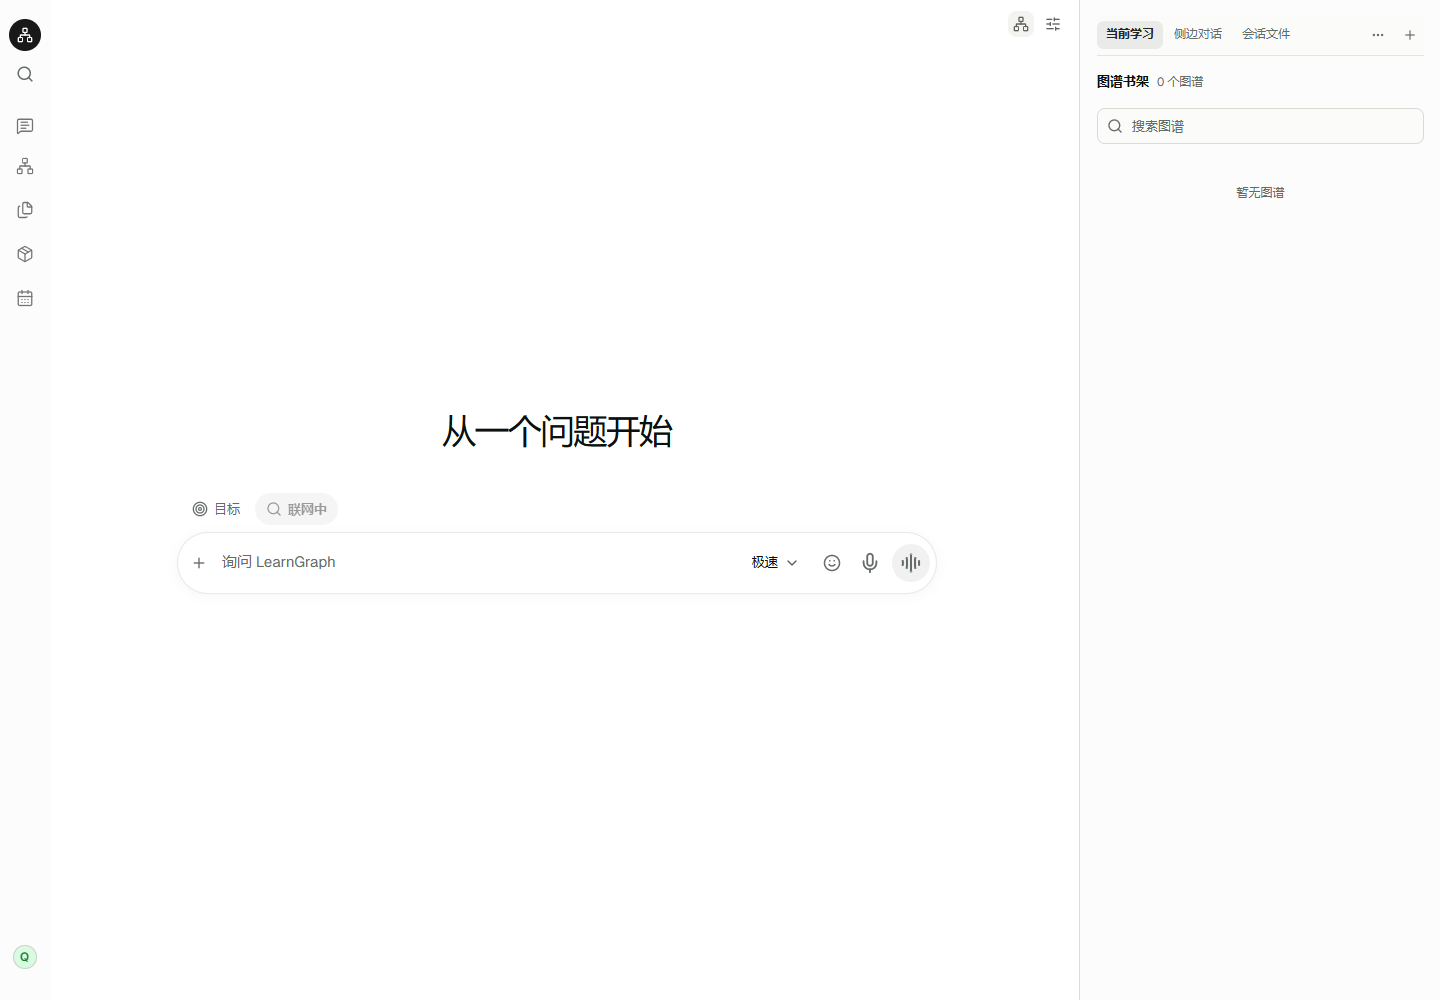 当前学习 侧边对话 会话文件
图谱书架 0 个图谱
搜索图谱
暂无图谱
从一个问题开始
目标 联网中
询问 LearnGraph 极速
Q